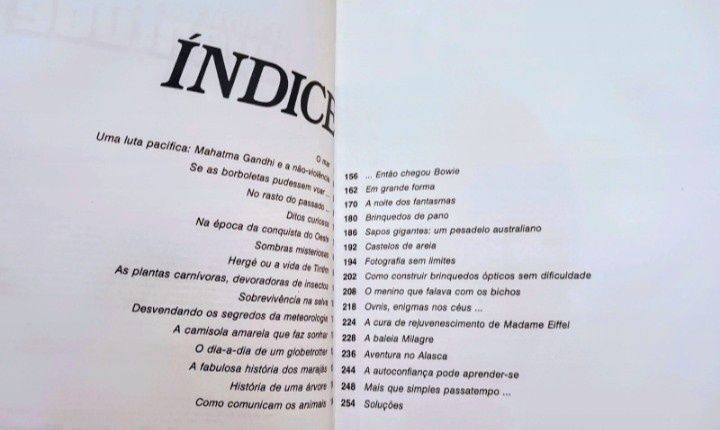 ÍNDICE
O mar
Uma luta pacífica: Mahatma Gandhi e a não-violência
Se as borboletas pudessem voar...
No rasto do passado...
Ditos curiosos
Na época da conquista do Oeste
Sombras misteriosas
Hergé ou a vida de Tintim
As plantas carnívoras, devoradoras de insectos
Sobrevivência na selva
Desvendando os segredos da meteorologia
A camisola amarela que faz sonhar
O dia-a-dia de um globetrotter
A fabulosa história dos marajás
História de uma árvore
Como comunicam os animais
156 ... Então chegou Bowie
162 Em grande forma
170 A noite dos fantasmas
180 Brinquedos de pano
186 Sapos gigantes: um pesadelo australiano
192 Castelos de areia
194 Fotografia sem limites
202 Como construir brinquedos ópticos sem dificuldade
208 O menino que falava com os bichos
218 Ovnis, enigmas nos céus ...
224 A cura de rejuvenescimento de Madame Eiffel
228 A baleia Milagre
236 Aventura no Alasca
244 A autoconfiança pode aprender-se
248 Mais que simples passatempo ...
254 Soluções